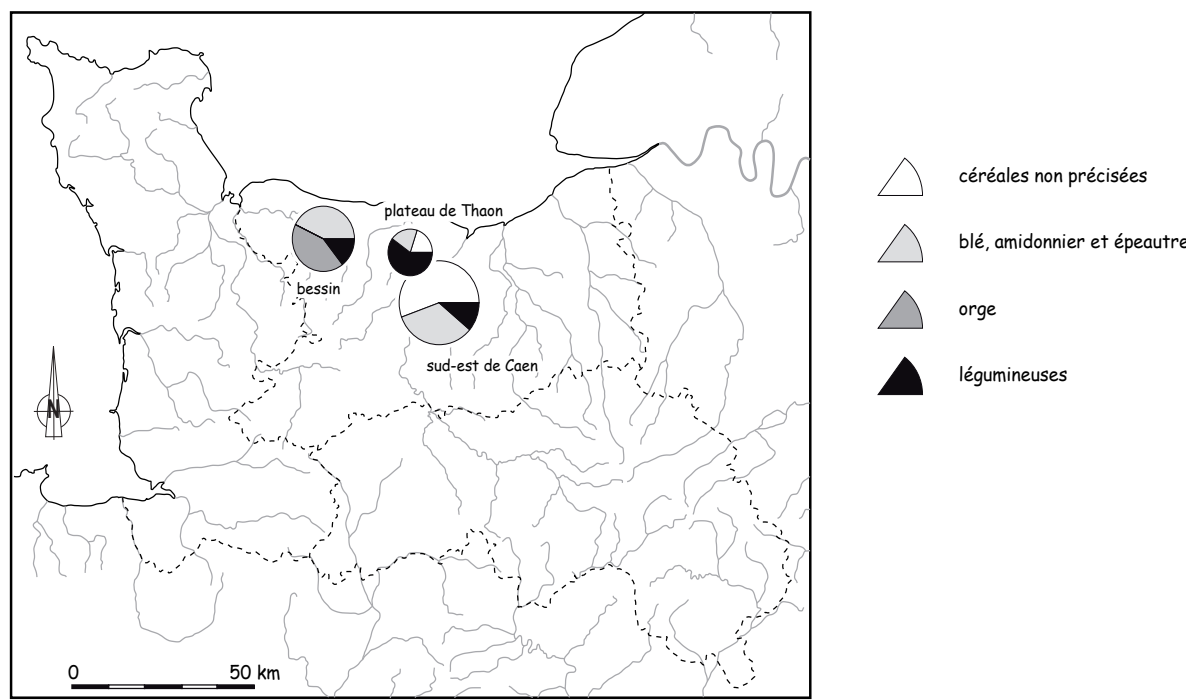 plateau de Thaon
bessin
sud-est de Caen
N
0 50 km
céréales non précisées
blé, amidonnier et épeautre
orge
légumineuses